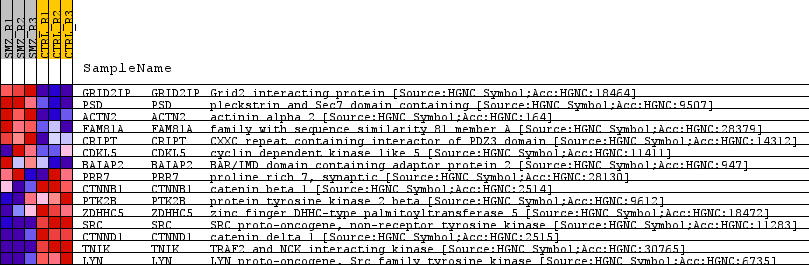 SMZ_R1 SMZ_R2 SMZ_R3 CTRL_R1 CTRL_R2 CTRL_R3
SampleName
GRID2IP GRID2IP Grid2 interacting protein [Source:HGNC Symbol;Acc:HGNC:18464]
PSD PSD pleckstrin and Sec7 domain containing [Source:HGNC Symbol;Acc:HGNC:9507]
ACTN2 ACTN2 actinin alpha 2 [Source:HGNC Symbol;Acc:HGNC:164]
FAM81A FAM81A family with sequence similarity 81 member A [Source:HGNC Symbol;Acc:HGNC:28379]
CRIPT CRIPT CXXC repeat containing interactor of PDZ3 domain [Source:HGNC Symbol;Acc:HGNC:14312]
CDKL5 CDKL5 cyclin dependent kinase like 5 [Source:HGNC Symbol;Acc:HGNC:11411]
BAIAP2 BAIAP2 BAR/IMD domain containing adaptor protein 2 [Source:HGNC Symbol;Acc:HGNC:947]
PRR7 PRR7 proline rich 7, synaptic [Source:HGNC Symbol;Acc:HGNC:28130]
CTNNB1 CTNNB1 catenin beta 1 [Source:HGNC Symbol;Acc:HGNC:2514]
PTK2B PTK2B protein tyrosine kinase 2 beta [Source:HGNC Symbol;Acc:HGNC:9612]
ZDHHC5 ZDHHC5 zinc finger DHHC-type palmitoyltransferase 5 [Source:HGNC Symbol;Acc:HGNC:18472]
SRC SRC SRC proto-oncogene, non-receptor tyrosine kinase [Source:HGNC Symbol;Acc:HGNC:11283]
CTNND1 CTNND1 catenin delta 1 [Source:HGNC Symbol;Acc:HGNC:2515]
TNIK TNIK TRAF2 and NCK interacting kinase [Source:HGNC Symbol;Acc:HGNC:30765]
LYN LYN LYN proto-oncogene, Src family tyrosine kinase [Source:HGNC Symbol;Acc:HGNC:6735]